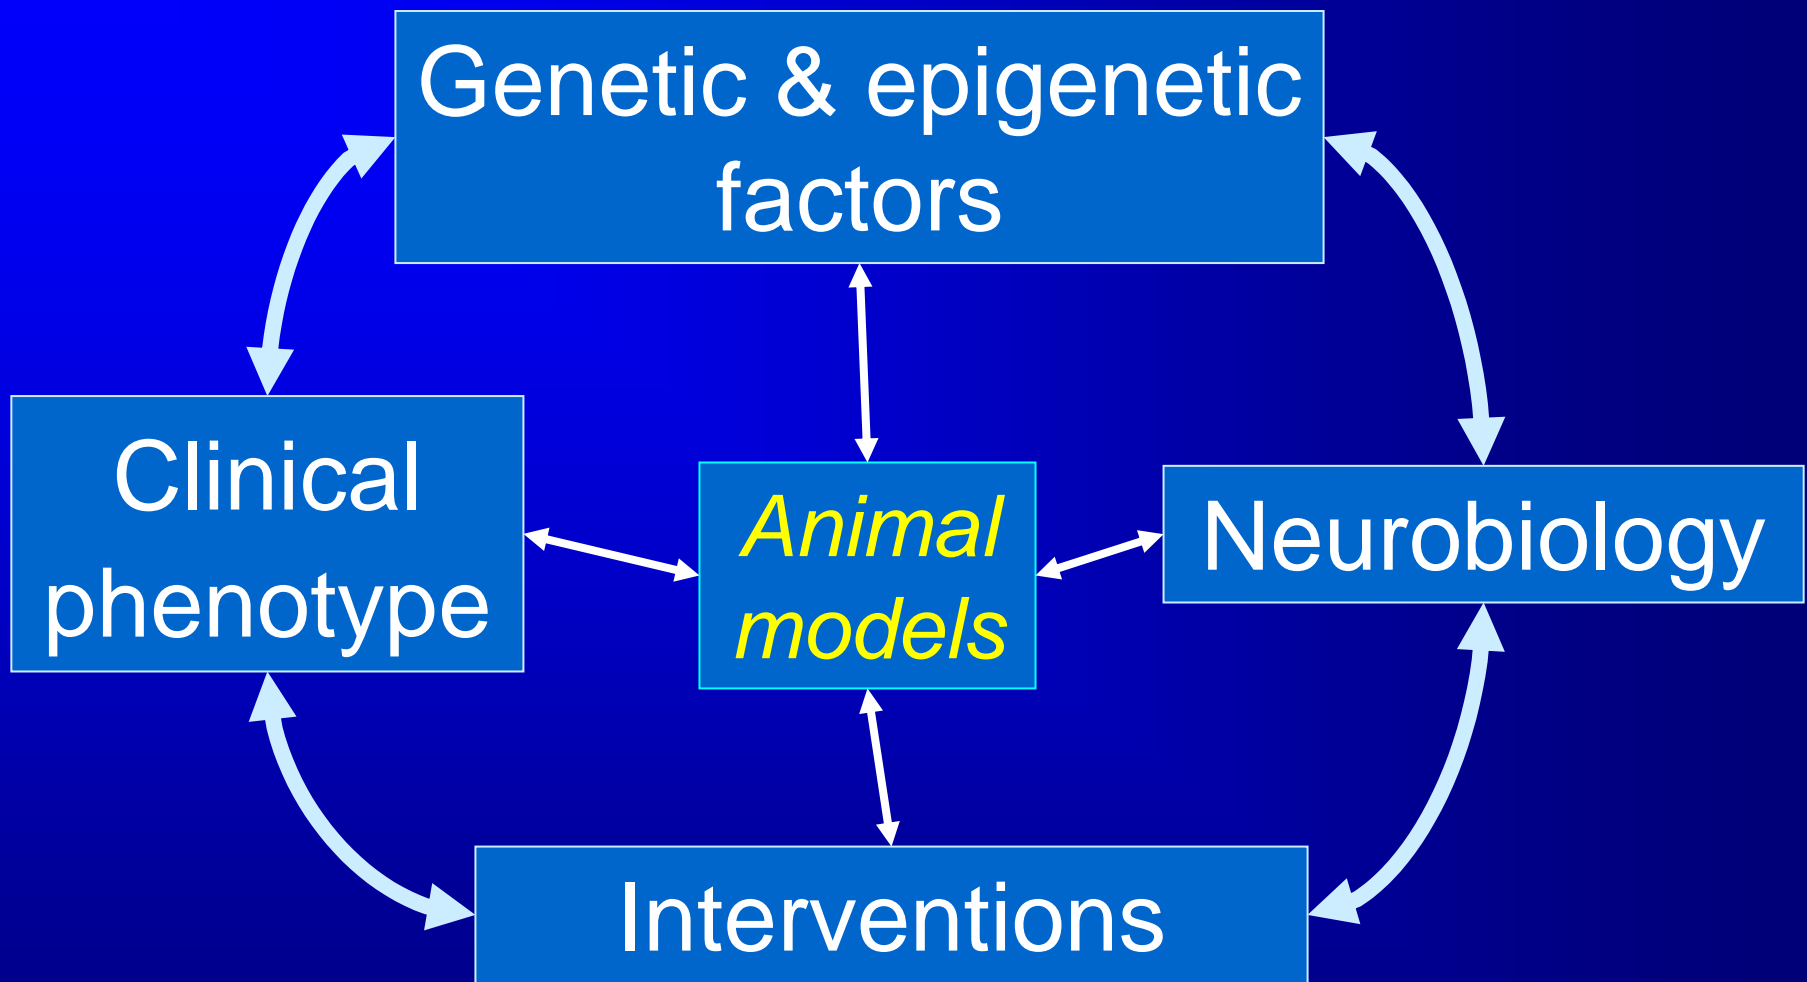 Genetic & epigenetic
factors
Clinical
phenotype
Animal
models
Neurobiology
Interventions